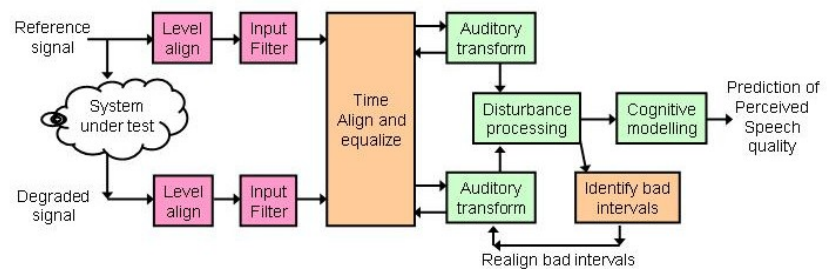 Reference
signal
Level
align
Input
Filter
Auditory
transform
System
under test
Time
Align and
equalize
Disturbance
processing
Cognitive
modelling
Prediction of
Perceived
Speech
quality
Degraded
signal
Level
align
Input
Filter
Auditory
transform
Identify bad
intervals
Realign bad intervals